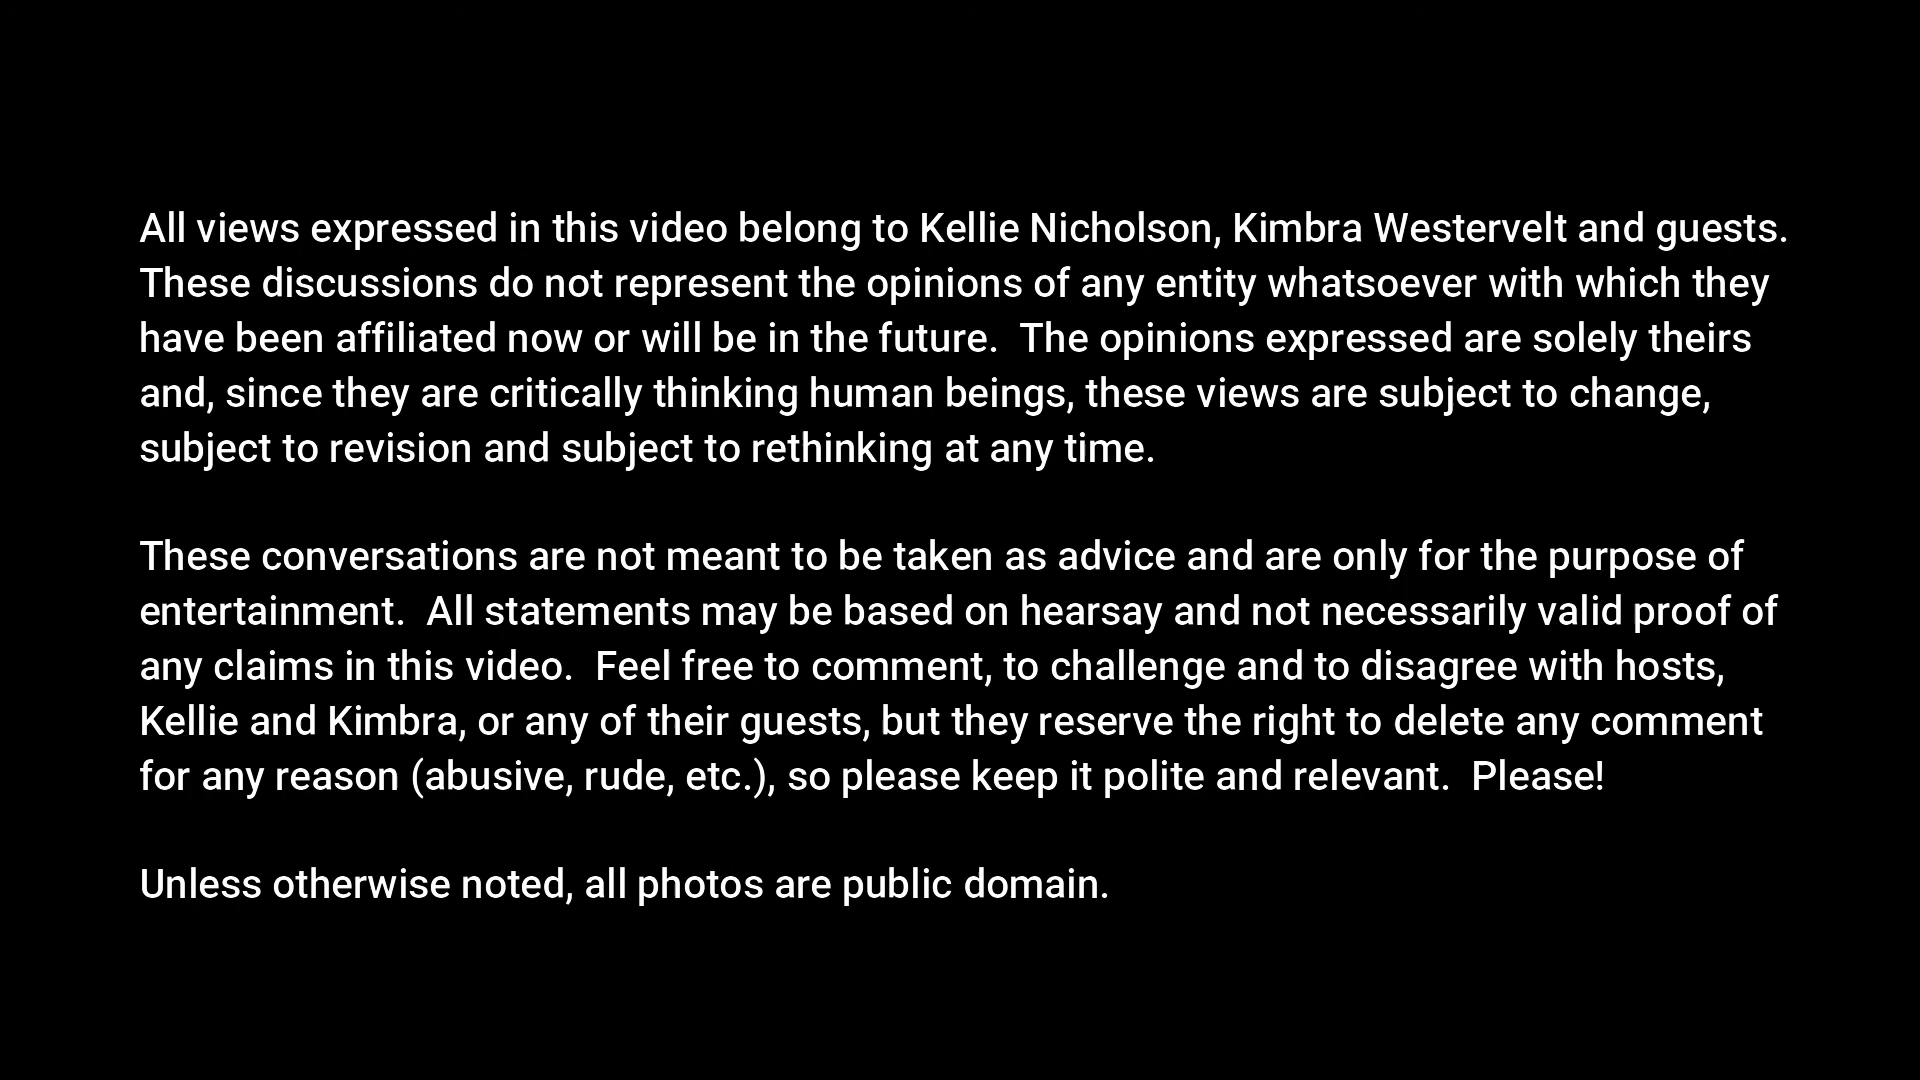 All views expressed in this video belong to Kellie Nicholson, Kimbra Westervelt and guests.
These discussions do not represent the opinions of any entity whatsoever with which they
have been affiliated now or will be in the future.  The opinions expressed are solely theirs
and, since they are critically thinking human beings, these views are subject to change,
subject to revision and subject to rethinking at any time.
These conversations are not meant to be taken as advice and are only for the purpose of
entertainment.  All statements may be based on hearsay and not necessarily valid proof of
any claims in this video.  Feel free to comment, to challenge and to disagree with hosts,
Kellie and Kimbra, or any of their guests, but they reserve the right to delete any comment
for any reason (abusive, rude, etc.), so please keep it polite and relevant.  Please!
Unless otherwise noted, all photos are public domain.